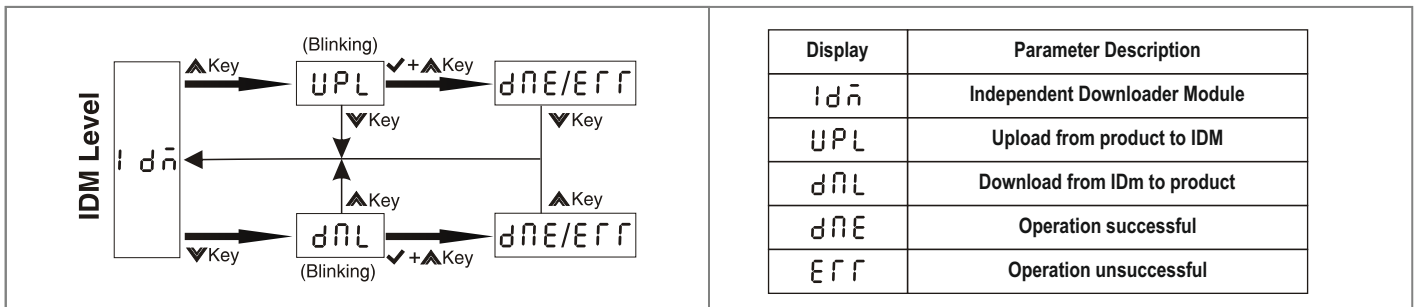 IDM Level
Idm
Key
(Blinking)
UPL
+ Key
dNE/Err
Key
Key
Key
Key
Key
dNL
(Blinking)
+ Key
dNE/Err
Display Parameter Description
Idm Independent Downloader Module
UPL Upload from product to IDM
dNL Download from IDm to product
dNE Operation successful
Err Operation unsuccessful